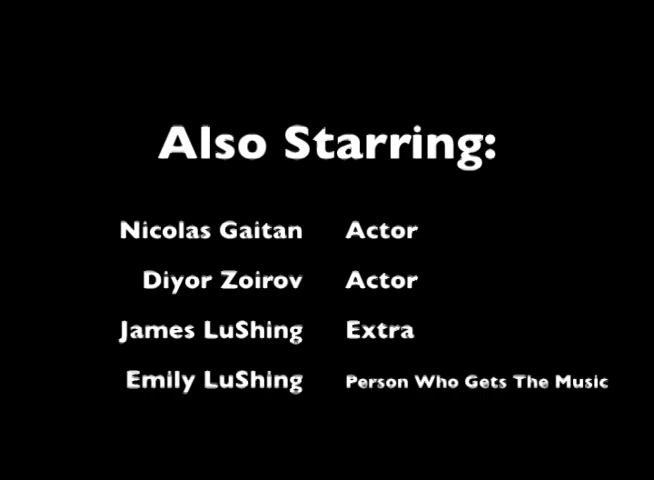 Also Starring:
Nicolas Gaitan Actor
Diyor Zoirov Actor
James LuShing Extra
Emily LuShing Person Who Gets The Music